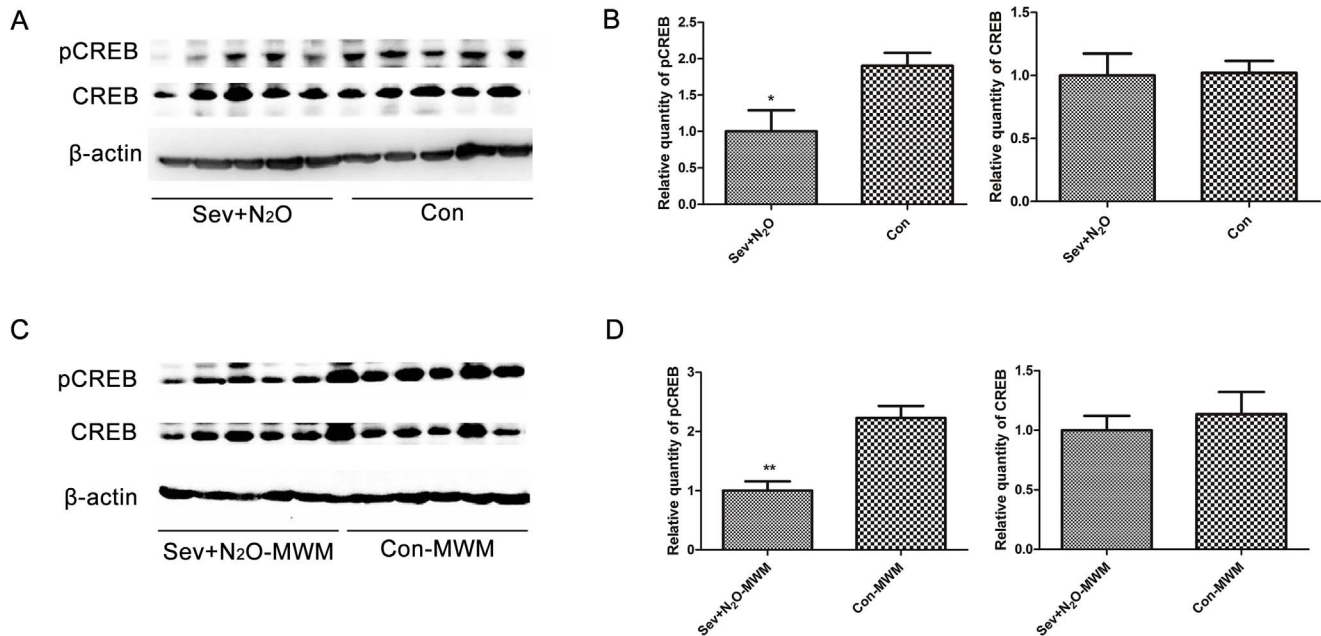 A
pCREB
CREB
β-actin
Sev+N₂O
Con
B
Relative quantity of pCREB
2.5
2.0
1.5
1.0
0.5
0.0
*
Sev+N₂O
Con
Relative quantity of CREB
1.5
1.0
0.5
0.0
Sev+N₂O
Con
C
pCREB
CREB
β-actin
Sev+N₂O-MWM
Con-MWM
D
Relative quantity of pCREB
3
2
1
0
**
Sev+N₂O-MWM
Con-MWM
Relative quantity of CREB
1.5
1.0
0.5
0.0
Sev+N₂O-MWM
Con-MWM